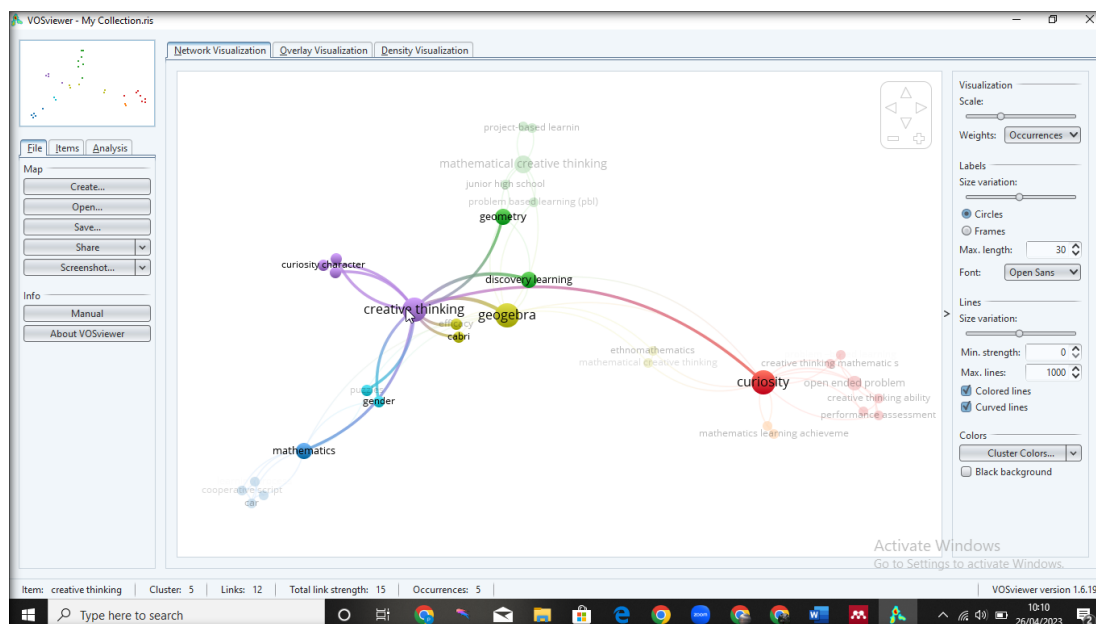 VOSviewer - My Collection.ris
Network Visualization
Overlay Visualization
Density Visualization
File
Items
Analysis
Map
Create...
Open...
Save...
Share
Screenshot...
Info
Manual
About VOSviewer
project-based learnin
mathematical creative thinking
junior high school
problem based learning (pbl)
geometry
curiosity character
discovery learning
creative thinking
geogebra
efficacy
cabri
ethnomathematics
mathematical creative thinking
creative thinking mathematic s
curiosity
open ended problem
creative thinking ability
performance assessment
gender
mathematics learning achieveme
mathematics
cooperative script
car
Visualization
Scale:
Weights: Occurrences
Labels
Size variation:
Circles
Frames
Max. length: 30
Font: Open Sans
Lines
Size variation:
Min. strength: 0
Max. lines: 1000
Colored lines
Curved lines
Colors
Cluster Colors...
Black background
>
Activate Windows
Go to Settings to activate Windows.
Item: creative thinking
Cluster: 5
Links: 12
Total link strength: 15
Occurrences: 5
VOSviewer version 1.6.19
Type here to search
10:10
26/04/2023